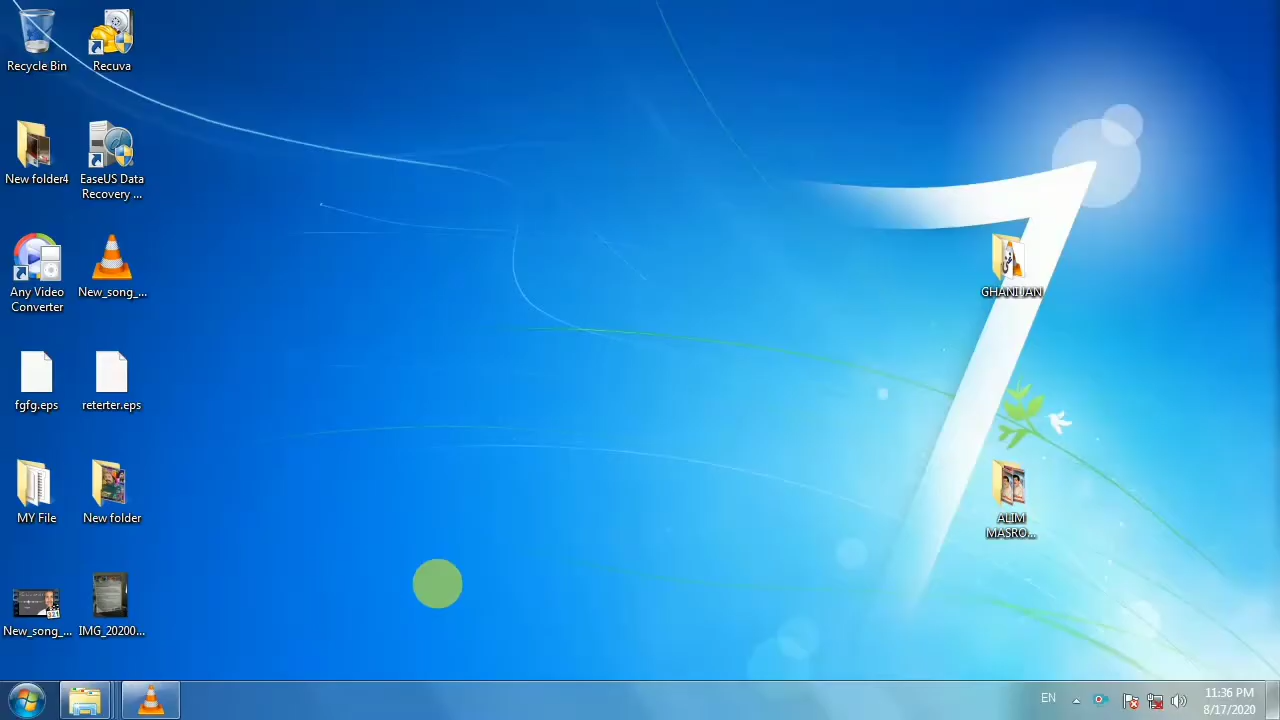 Recycle Bin
Recuva
New folder4
EaseUS Data
Recovery ...
Any Video
Converter
New_song_...
fgfg.eps
reterter.eps
MY File
New folder
New_song_...
IMG_20200...
GHANI JAN
ALIM
MASRO...
EN
11:36 PM
8/17/2020